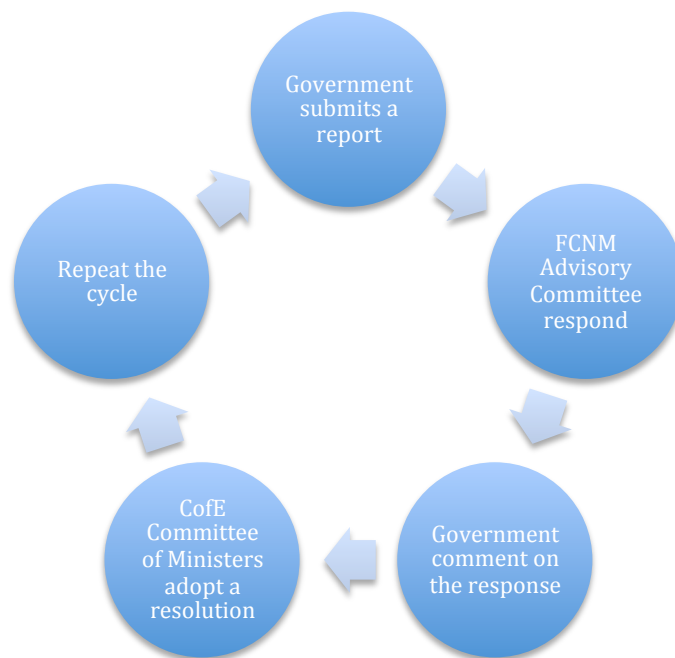 Government
submits a
report
FCNM
Advisory
Committee
respond
Government
comment on
the response
CofE
Committee
of Ministers
adopt a
resolution
Repeat the
cycle